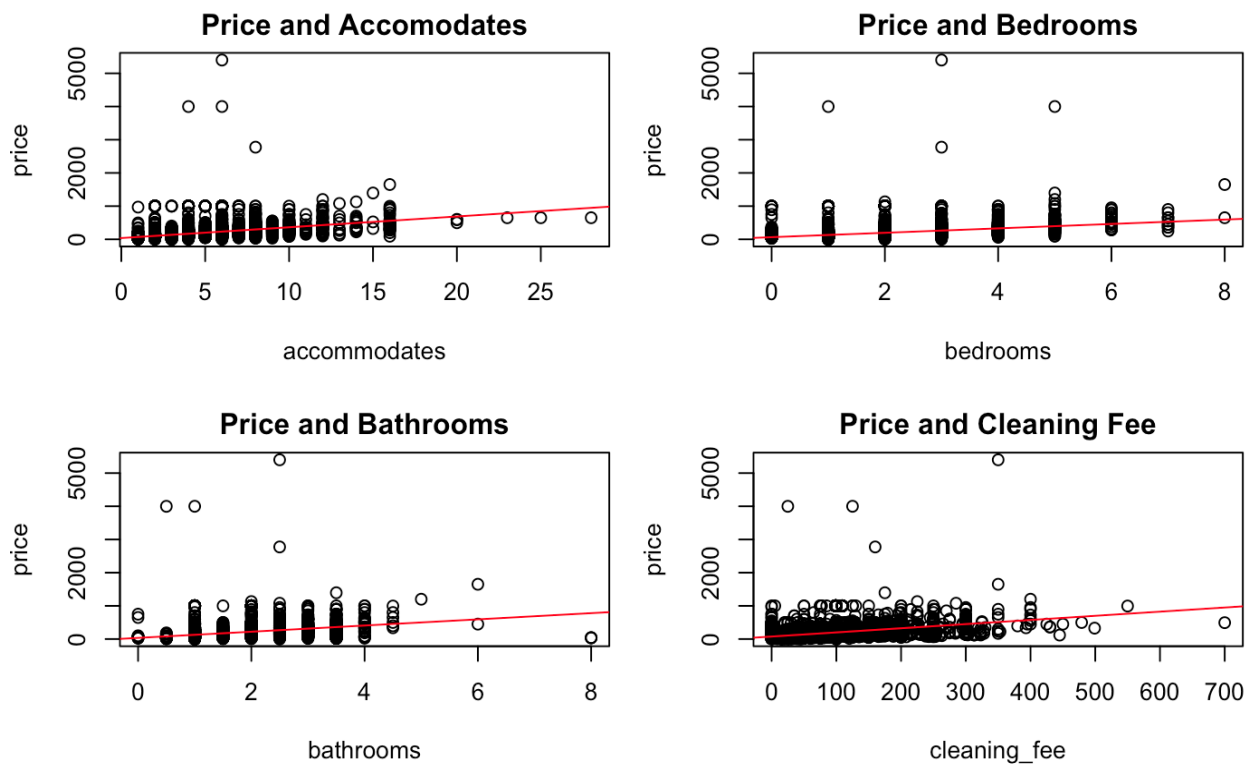 Price and Accomodates
price
0
2000
5000
0 5 10 15 20 25
accommodates
Price and Bedrooms
price
0
2000
5000
0 2 4 6 8
bedrooms
Price and Bathrooms
price
0
2000
5000
0 2 4 6 8
bathrooms
Price and Cleaning Fee
price
0
2000
5000
0 100 200 300 400 500 600 700
cleaning_fee